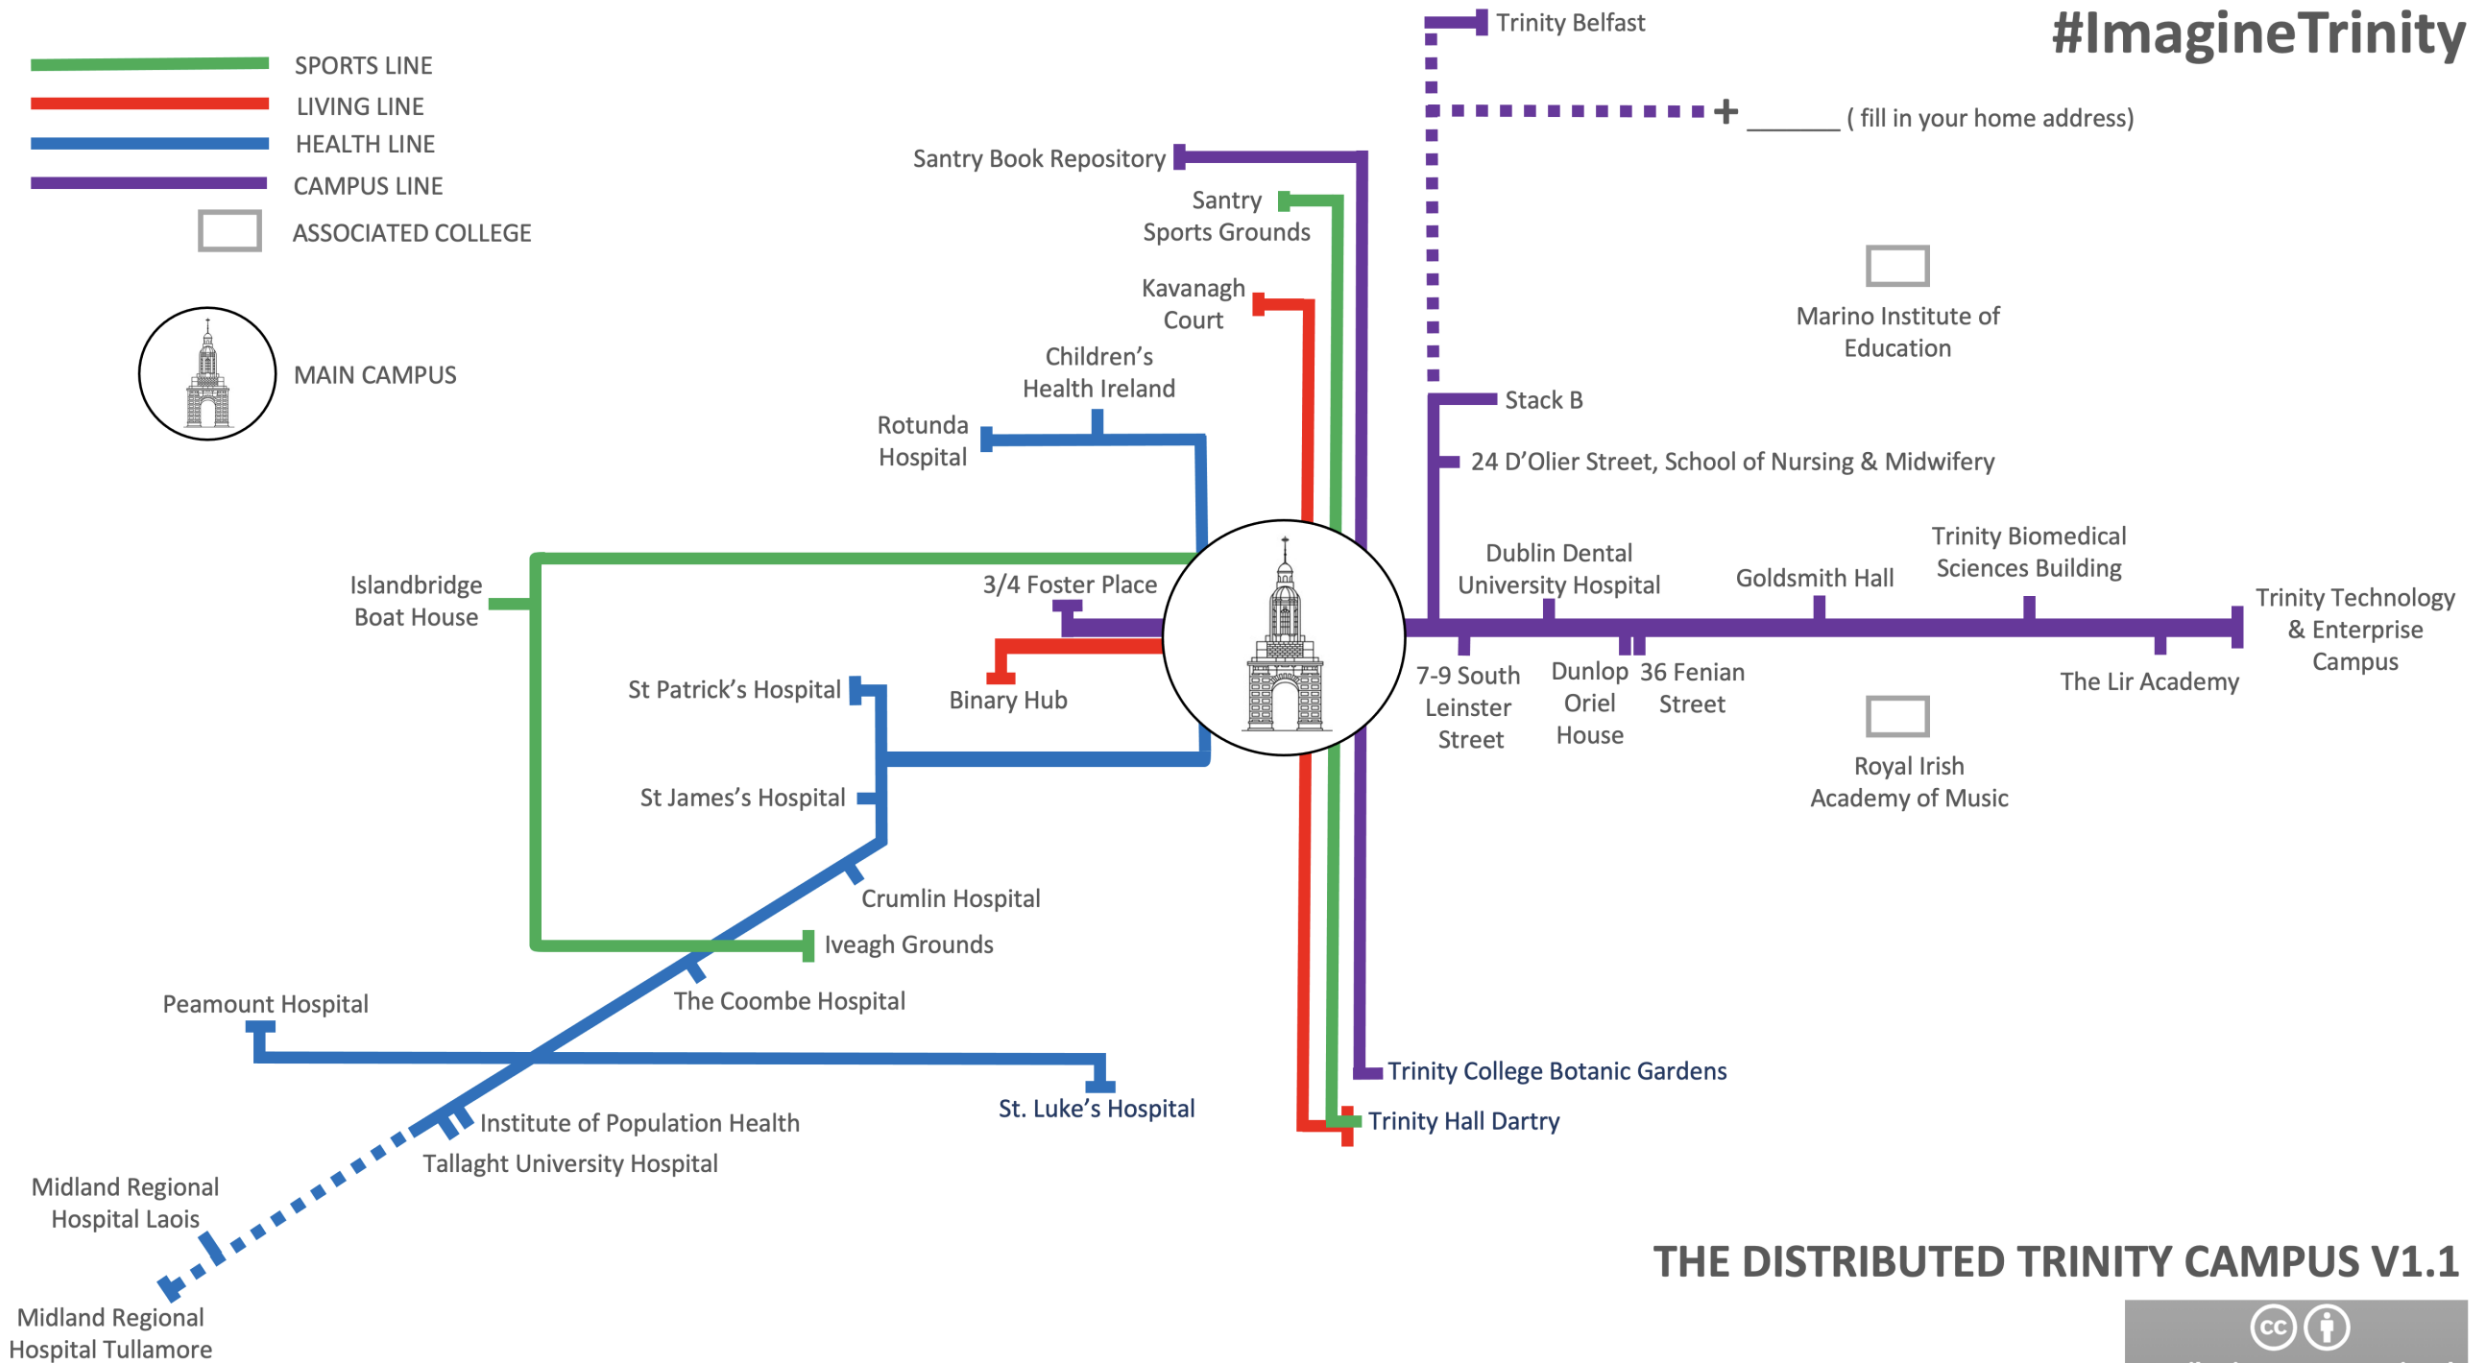 #ImagineTrinity
SPORTS LINE
LIVING LINE
HEALTH LINE
CAMPUS LINE
ASSOCIATED COLLEGE
MAIN CAMPUS
Trinity Belfast
+ _______ ( fill in your home address)
Santry Book Repository
Santry
Sports Grounds
Kavanagh
Court
Children’s
Health Ireland
Rotunda
Hospital
Marino Institute of
Education
Stack B
24 D’Olier Street, School of Nursing & Midwifery
Islandbridge
Boat House
3/4 Foster Place
Binary Hub
Dublin Dental
University Hospital
Goldsmith Hall
Trinity Biomedical
Sciences Building
Trinity Technology
& Enterprise
Campus
7-9 South
Leinster
Street
Dunlop
Oriel
House
36 Fenian
Street
The Lir Academy
Royal Irish
Academy of Music
St Patrick’s Hospital
St James’s Hospital
Crumlin Hospital
Iveagh Grounds
The Coombe Hospital
Peamount Hospital
St. Luke’s Hospital
Trinity College Botanic Gardens
Trinity Hall Dartry
Institute of Population Health
Tallaght University Hospital
Midland Regional
Hospital Laois
Midland Regional
Hospital Tullamore
THE DISTRIBUTED TRINITY CAMPUS V1.1
cc